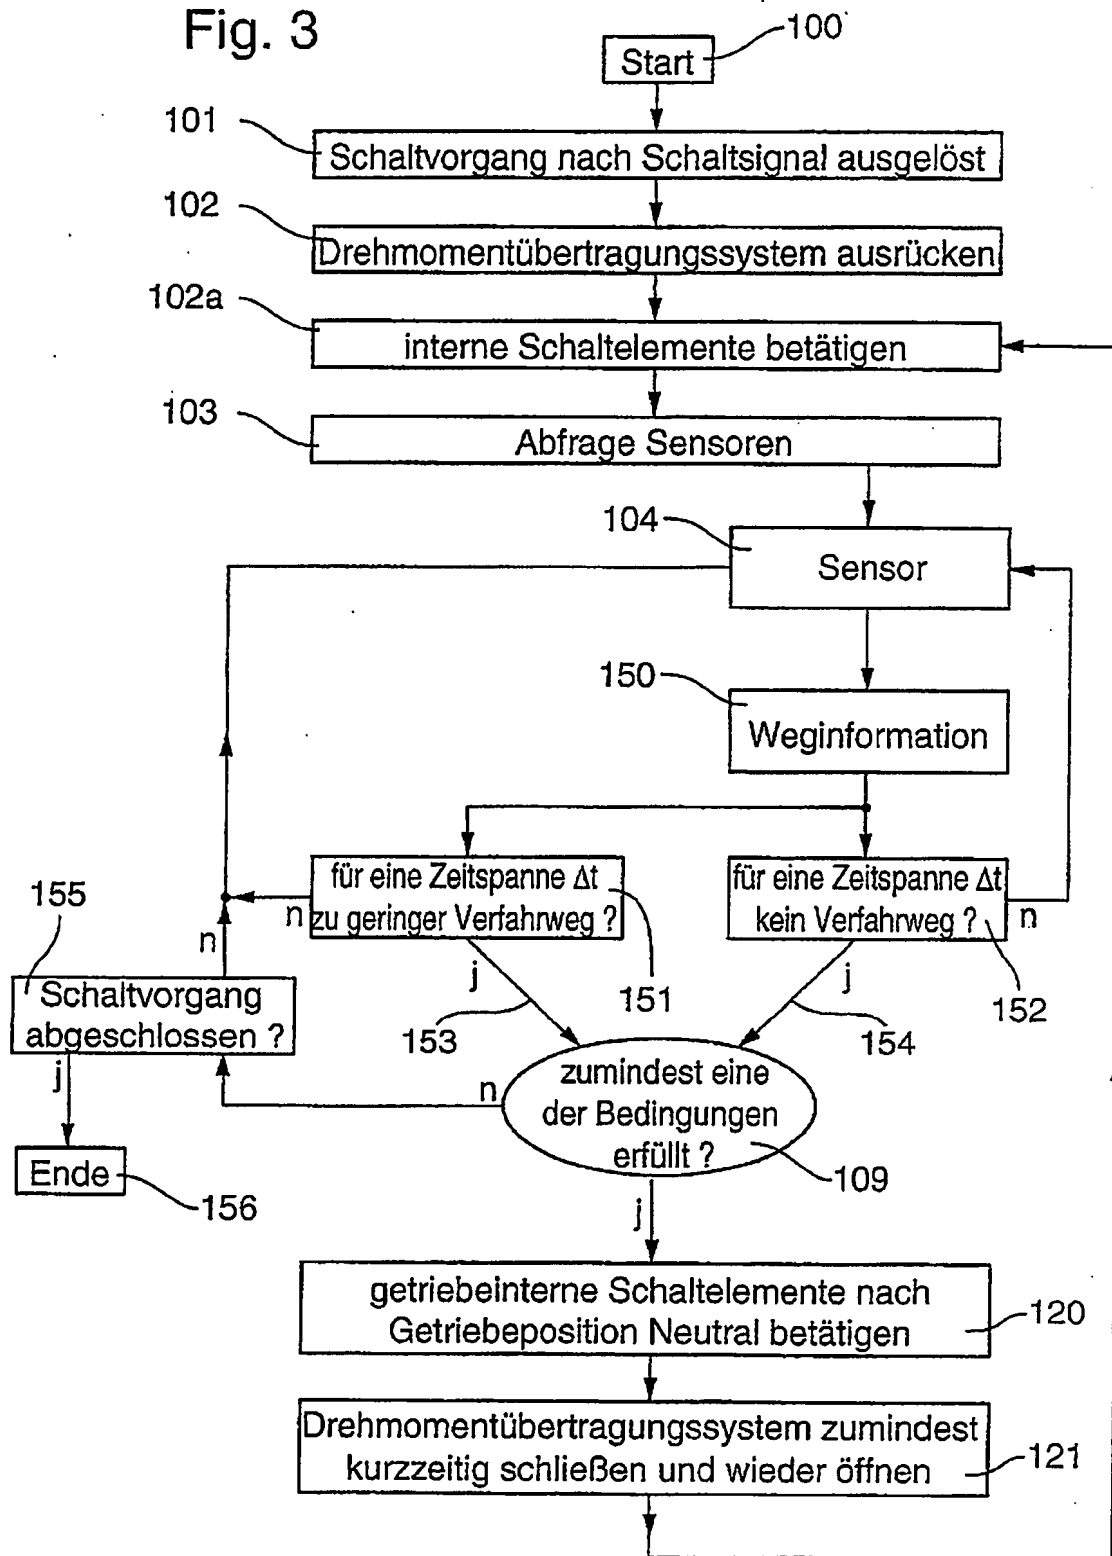 Fig. 3
100
Start
101
Schaltvorgang nach Schaltsignal ausgelöst
102
Drehmomentübertragungssystem ausrücken
102a
interne Schaltelemente betätigen
103
Abfrage Sensoren
104
Sensor
150
Weginformation
für eine Zeitspanne Δt
zu geringer Verfahrweg ?
n
j
151
153
für eine Zeitspanne Δt
kein Verfahrweg ?
n
j
152
154
155
n
Schaltvorgang
abgeschlossen ?
j
Ende
156
zumindest eine
der Bedingungen
erfüllt ?
n
109
j
getriebeinterne Schaltelemente nach
Getriebeposition Neutral betätigen
120
Drehmomentübertragungssystem zumindest
kurzzeitig schließen und wieder öffnen
121